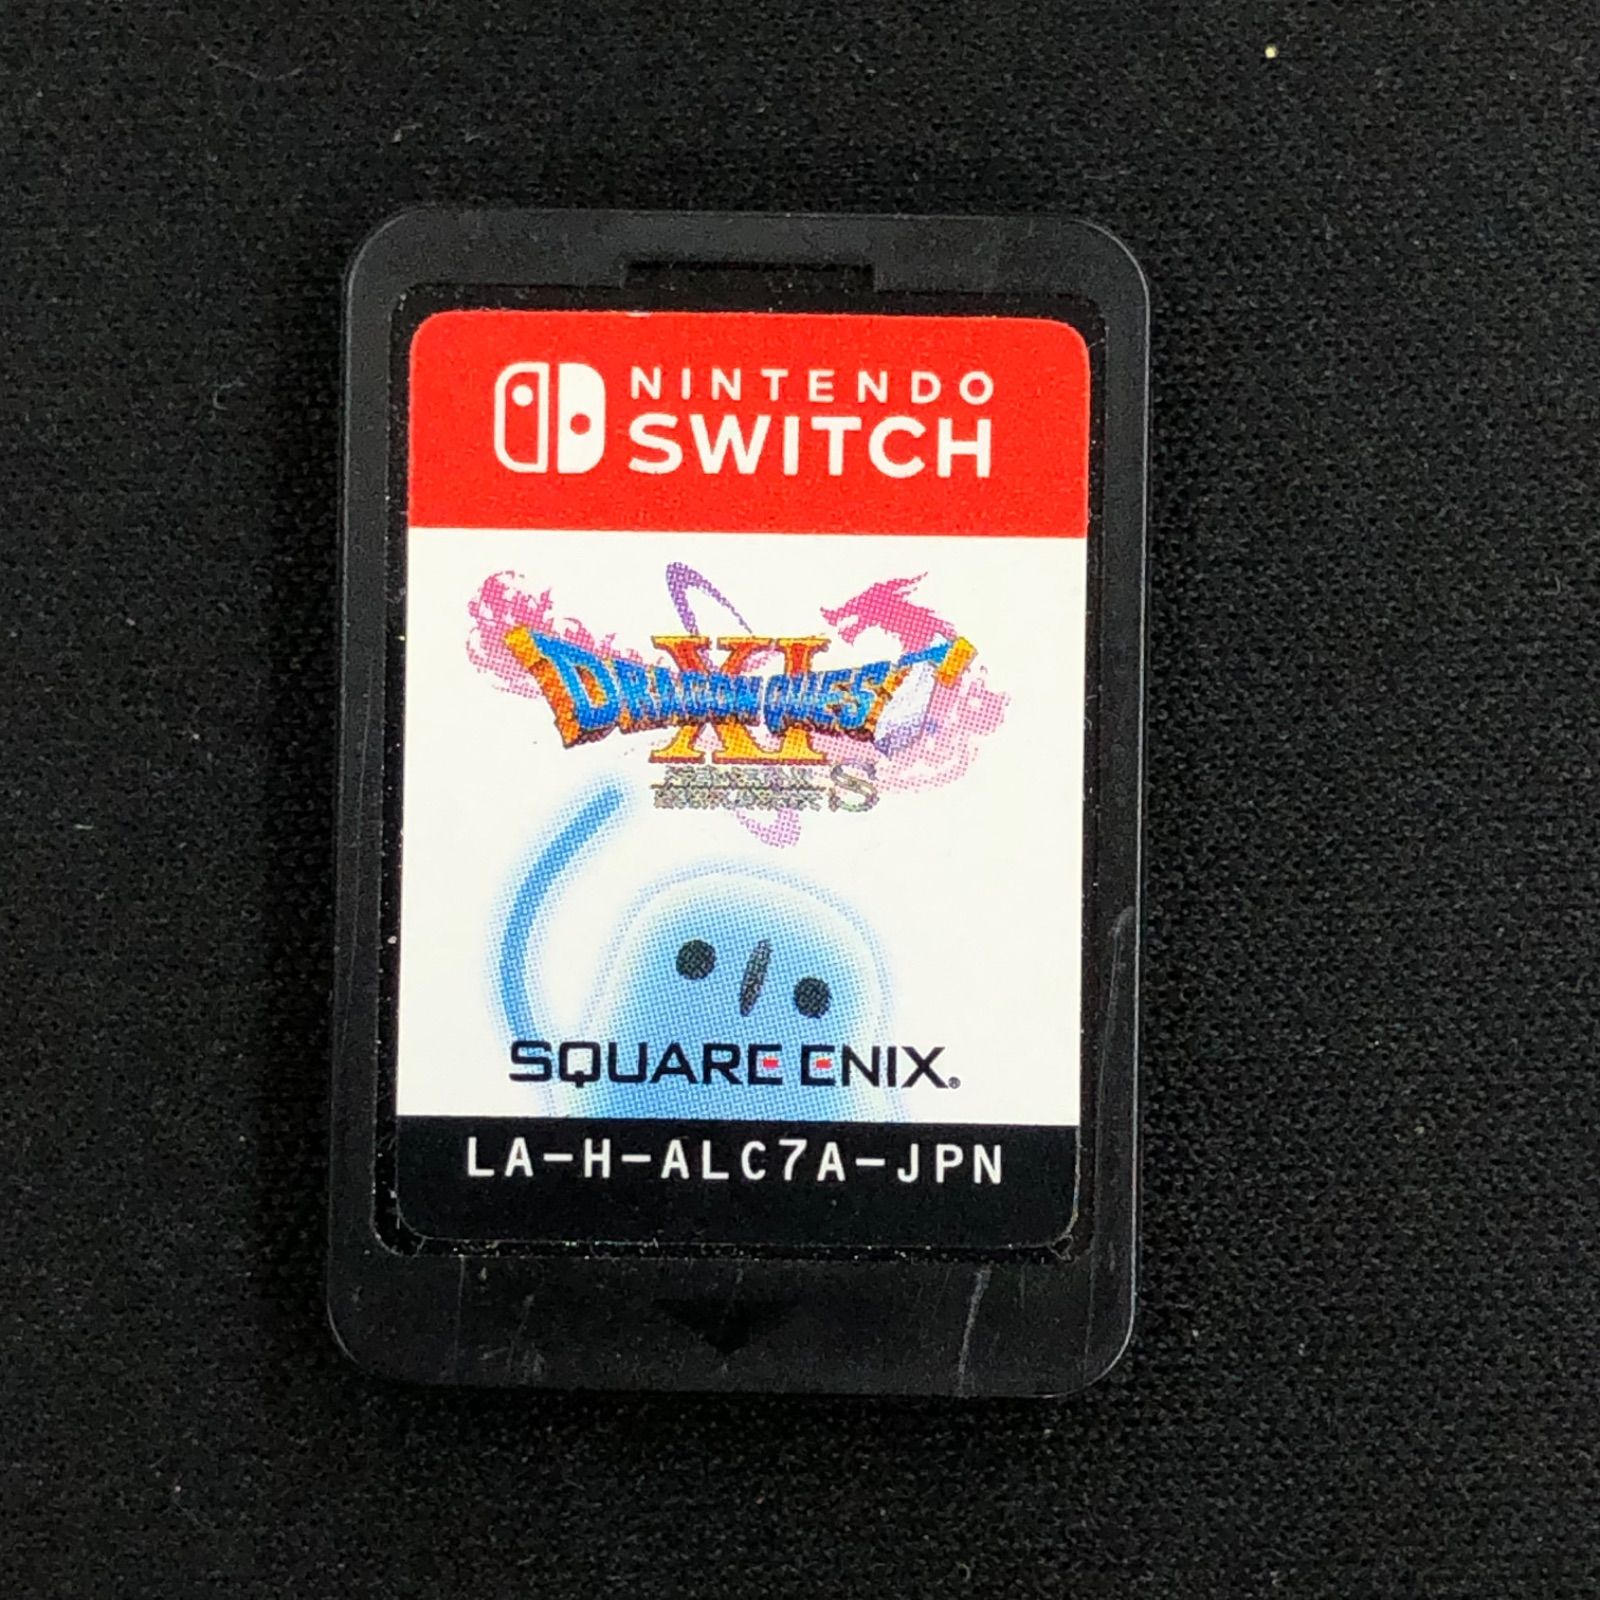 NINTENDO
SWITCH
XI
DRAGON QUEST
S
SQUARE ENIX®
LA-H-ALC7A-JPN